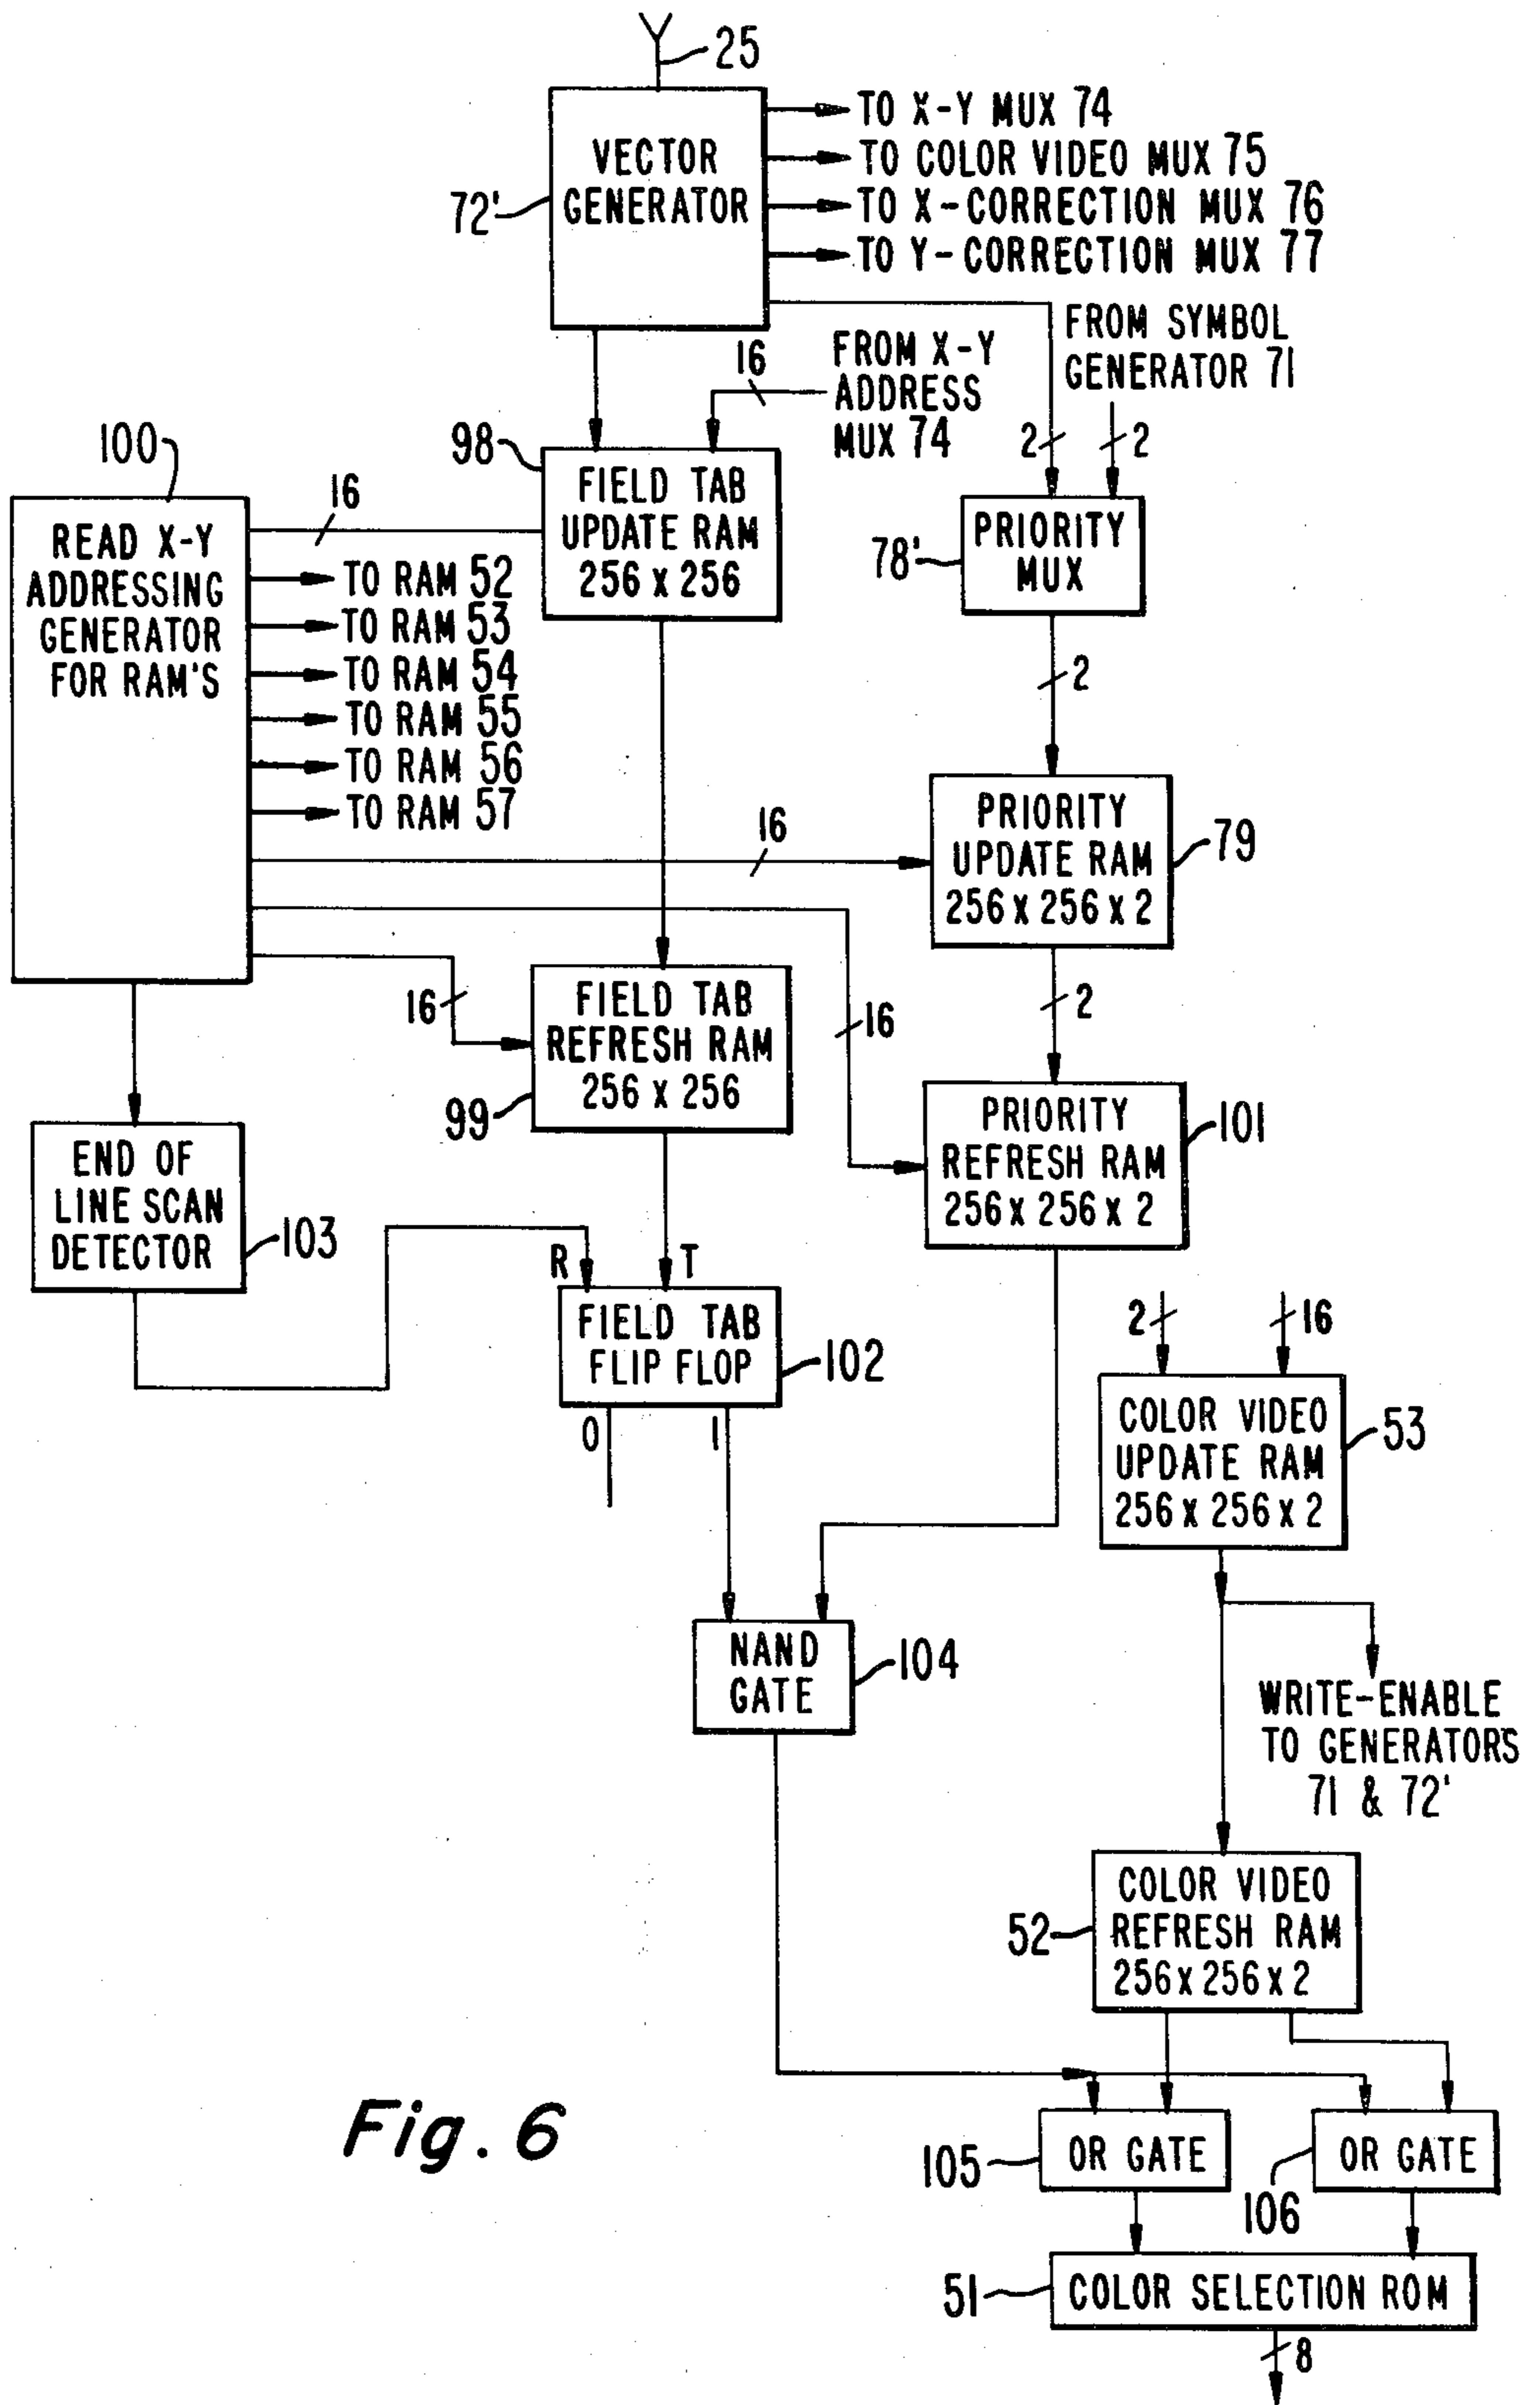 25
VECTOR
GENERATOR
72'
TO X-Y MUX 74
TO COLOR VIDEO MUX 75
TO X-CORRECTION MUX 76
TO Y-CORRECTION MUX 77
FROM SYMBOL
GENERATOR 71
16
FROM X-Y
ADDRESS
MUX 74
2
2
100
READ X-Y
ADDRESSING
GENERATOR
FOR RAM'S
16
TO RAM 52
TO RAM 53
TO RAM 54
TO RAM 55
TO RAM 56
TO RAM 57
98
FIELD TAB
UPDATE RAM
256 x 256
78'
PRIORITY
MUX
2
16
PRIORITY
UPDATE RAM
256 x 256 x 2
79
2
16
FIELD TAB
REFRESH RAM
256 x 256
99
16
PRIORITY
REFRESH RAM
256 x 256 x 2
101
END OF
LINE SCAN
DETECTOR
103
R
T
FIELD TAB
FLIP FLOP
102
0
1
2
16
COLOR VIDEO
UPDATE RAM
256 x 256 x 2
53
NAND
GATE
104
WRITE-ENABLE
TO GENERATORS
71 & 72'
COLOR VIDEO
REFRESH RAM
256 x 256 x 2
52
OR GATE
105
OR GATE
106
COLOR SELECTION ROM
51
8
Fig. 6